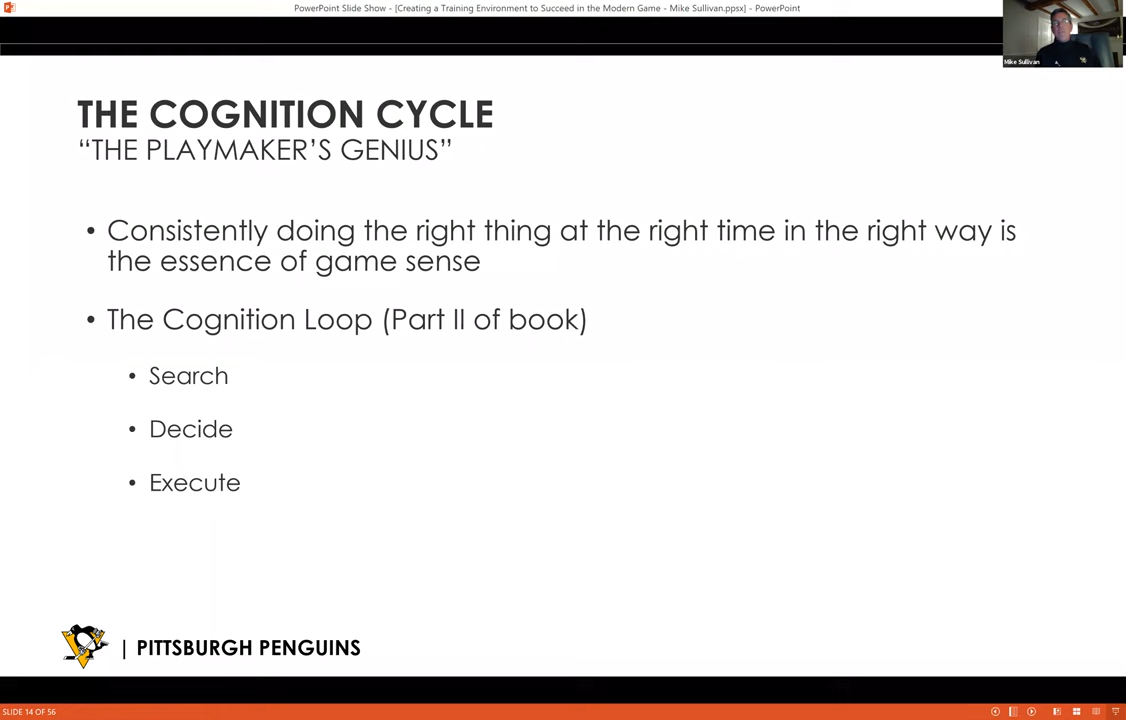 PowerPoint Slide Show - [Creating a Training Environment to Succeed in the Modern Game - Mike Sullivan.ppsx] - PowerPoint
Mike Sullivan
THE COGNITION CYCLE
“THE PLAYMAKER’S GENIUS”
• Consistently doing the right thing at the right time in the right way is
the essence of game sense
• The Cognition Loop (Part II of book)
• Search
• Decide
• Execute
| PITTSBURGH PENGUINS
SLIDE 14 OF 56